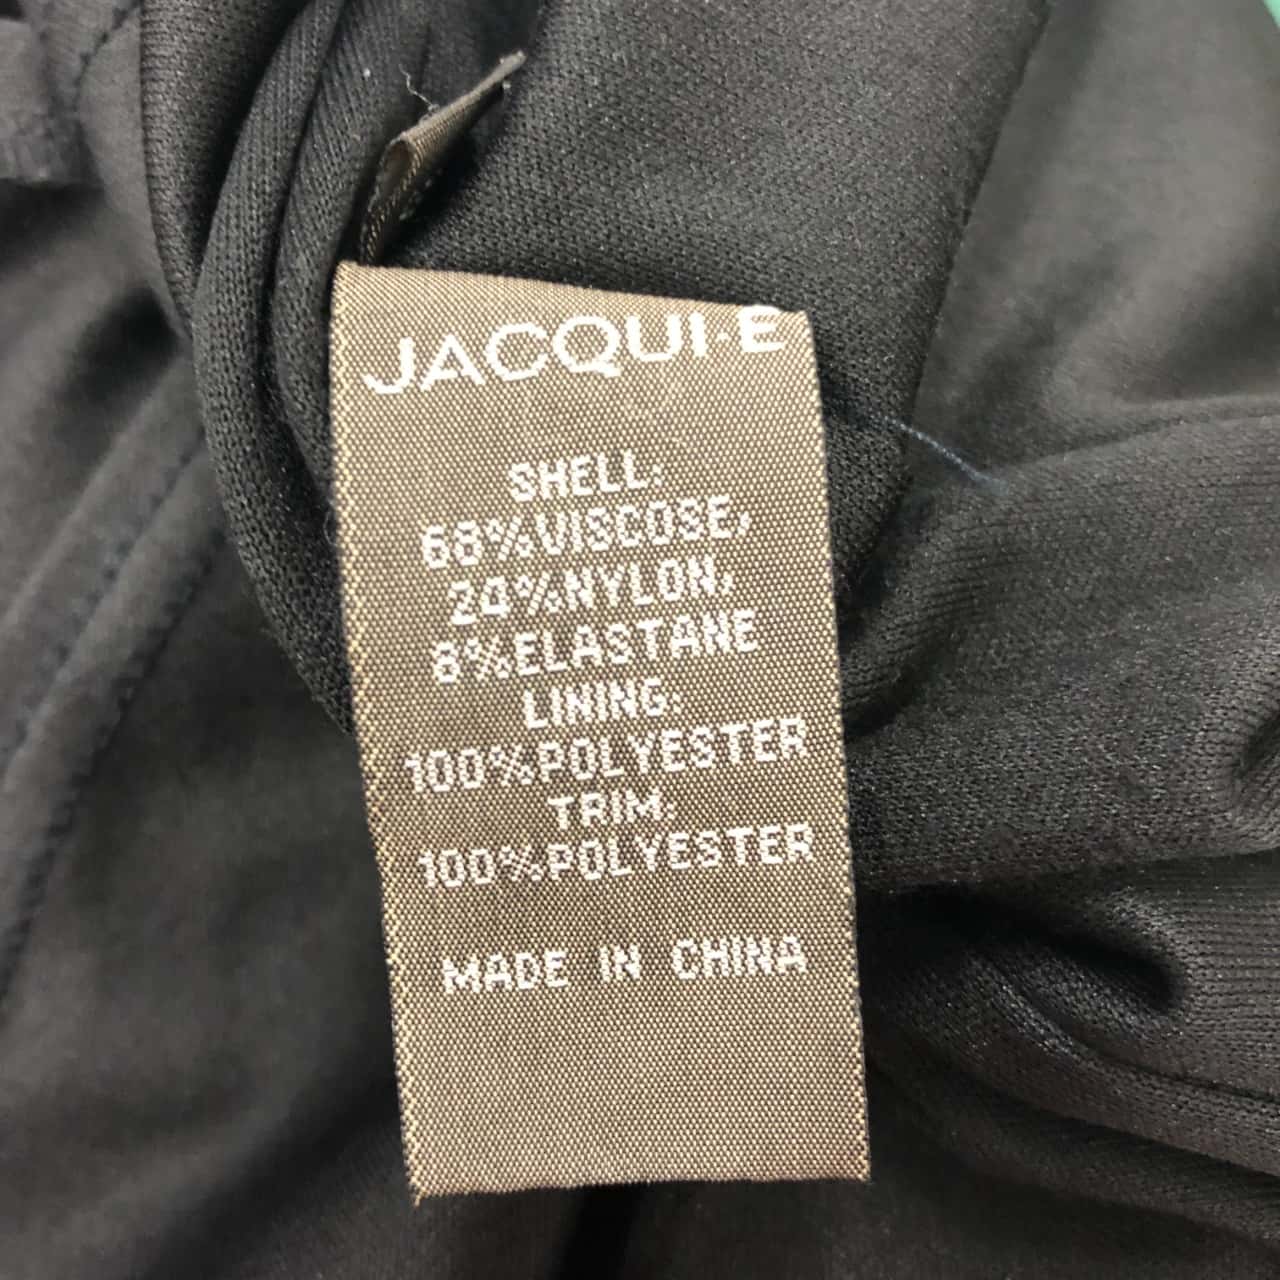 JACQUI·E
SHELL:
68%VISCOSE,
24%NYLON,
8%ELASTANE
LINING:
100%POLYESTER
TRIM:
100%POLYESTER
MADE IN CHINA